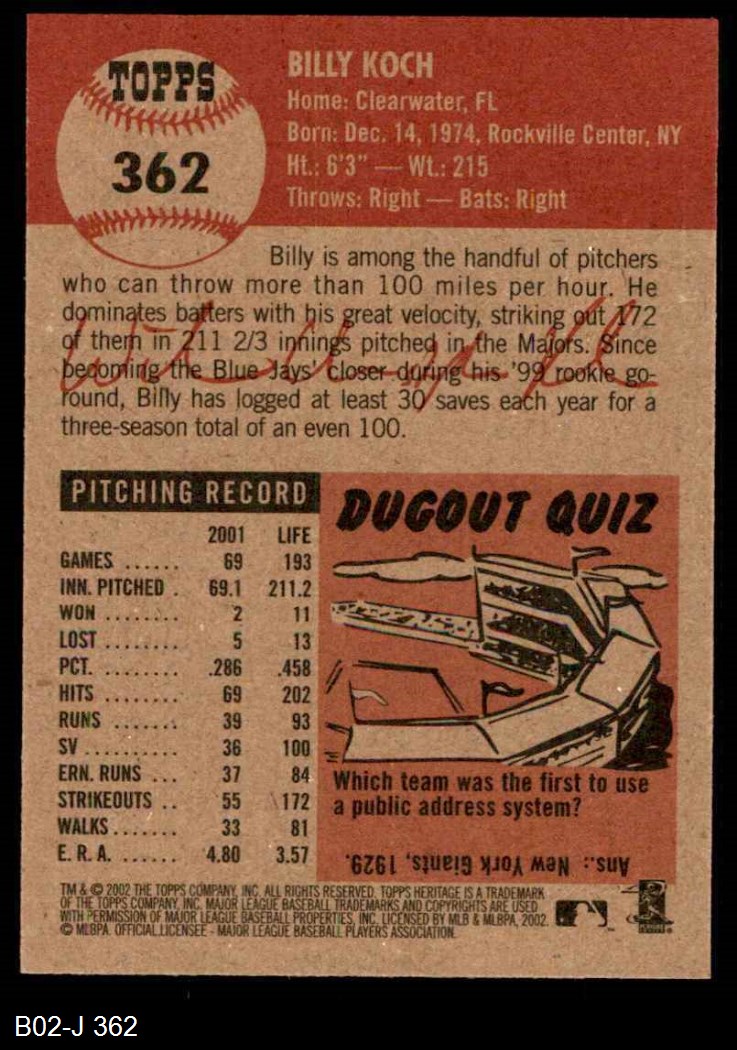 TOPPS
362
BILLY KOCH
Home: Clearwater, FL
Born: Dec. 14, 1974, Rockville Center, NY
Ht.: 6'3" — Wt.: 215
Throws: Right — Bats: Right
Billy is among the handful of pitchers
who can throw more than 100 miles per hour. He
dominates batters with his great velocity, striking out 172
of them in 211 2/3 innings pitched in the Majors. Since
becoming the Blue Jays' closer during his '99 rookie go-
round, Billy has logged at least 30 saves each year for a
three-season total of an even 100.
PITCHING RECORD
2001 LIFE
GAMES ...... 69 193
INN. PITCHED . 69.1 211.2
WON ........ 2 11
LOST ........ 5 13
PCT. ........ .286 .458
HITS ........ 69 202
RUNS ....... 39 93
SV .......... 36 100
ERN. RUNS ... 37 84
STRIKEOUTS .. 55 172
WALKS....... 33 81
E. R. A. ...... 4.80 3.57
DUGOUT QUIZ
Which team was the first to use
a public address system?
Ans.: New York Giants, 1929.
TM & © 2002 THE TOPPS COMPANY, INC. ALL RIGHTS RESERVED. TOPPS HERITAGE IS A TRADEMARK
OF THE TOPPS COMPANY, INC. MAJOR LEAGUE BASEBALL TRADEMARKS AND COPYRIGHTS ARE USED
WITH PERMISSION OF MAJOR LEAGUE BASEBALL PROPERTIES, INC. LICENSED BY MLB & MLBPA, 2002.
© MLBPA. OFFICIAL LICENSEE - MAJOR LEAGUE BASEBALL PLAYERS ASSOCIATION.
B02-J 362